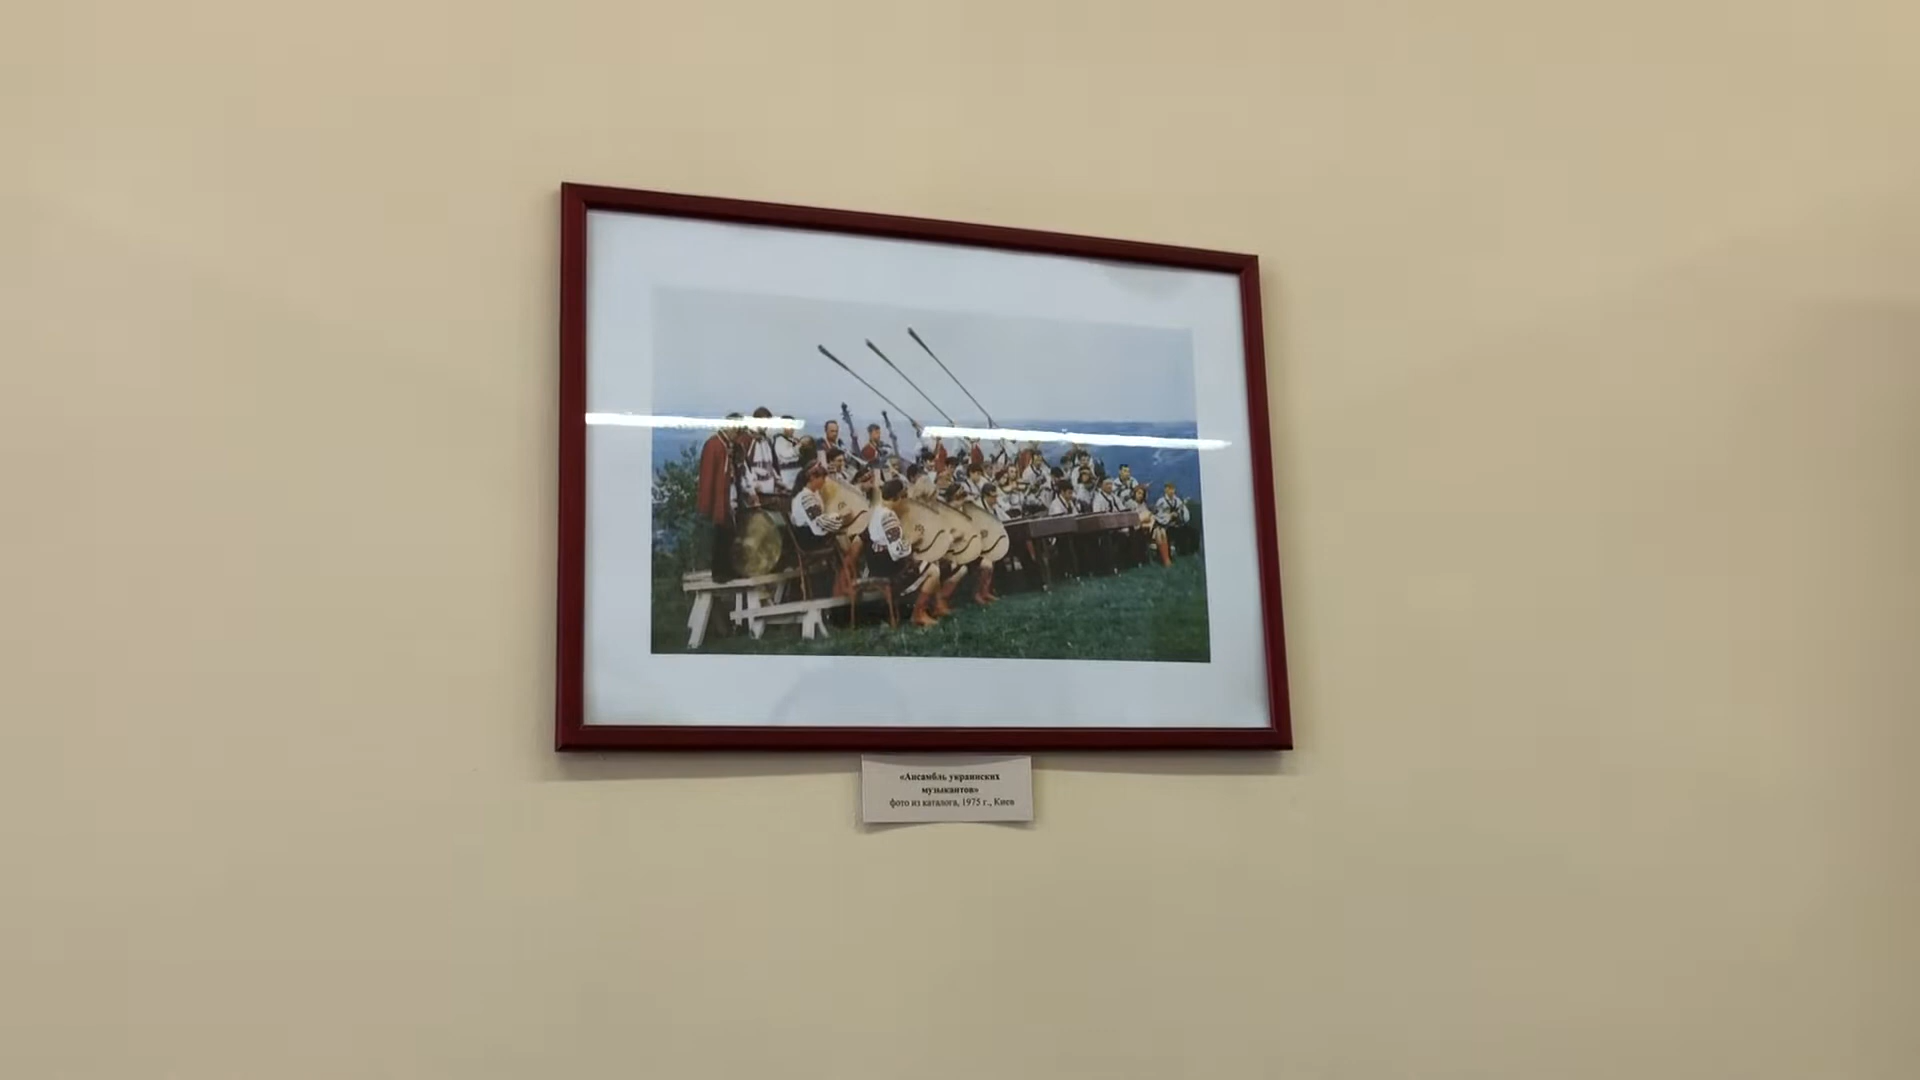 «Ансамбль украинских
музыкантов»
фото из каталога, 1975 г., Киев